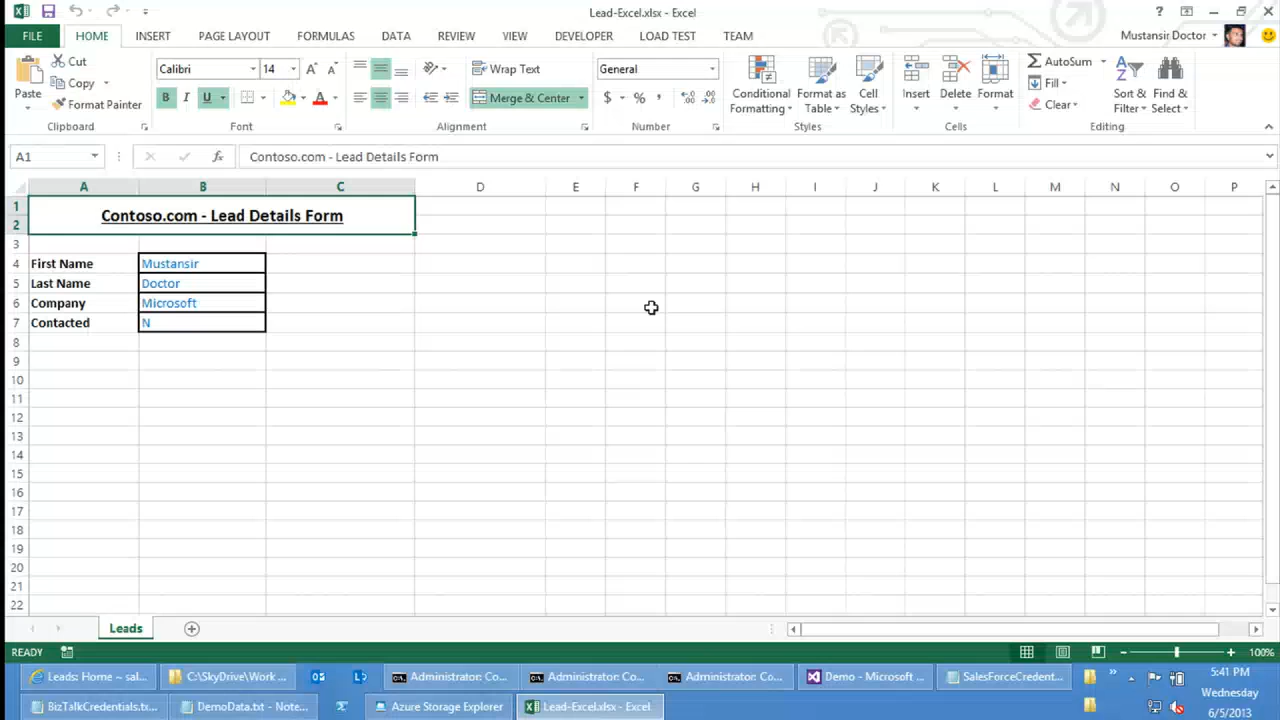 Lead-Excel.xlsx - Excel
?
FILE HOME INSERT PAGE LAYOUT FORMULAS DATA REVIEW VIEW DEVELOPER LOAD TEST TEAM Mustansir Doctor
Paste Cut Copy Format Painter Clipboard
Calibri 14 A A
B I U A Font
Wrap Text
Merge & Center Alignment
General
$ % , Number
Conditional Formatting Format as Table Cell Styles Styles
Insert Delete Format Cells
AutoSum Fill Clear Sort & Filter Find & Select Editing
A1 fx Contoso.com - Lead Details Form
A B C D E F G H I J K L M N O P
1 Contoso.com - Lead Details Form
2
3
4 First Name Mustansir
5 Last Name Doctor
6 Company Microsoft
7 Contacted N
8
9
10
11
12
13
14
15
16
17
18
19
20
21
22
Leads
READY 100%
Leads: Home ~ sal... C:\SkyDrive\Work ... Administrator: Co... Administrator: Co... Administrator: Co... Demo - Microsoft ... SalesForceCredent... 5:41 PM
Wednesday
BizTalkCredentials.tx... DemoData.txt - Note... Azure Storage Explorer Lead-Excel.xlsx - Excel 6/5/2013